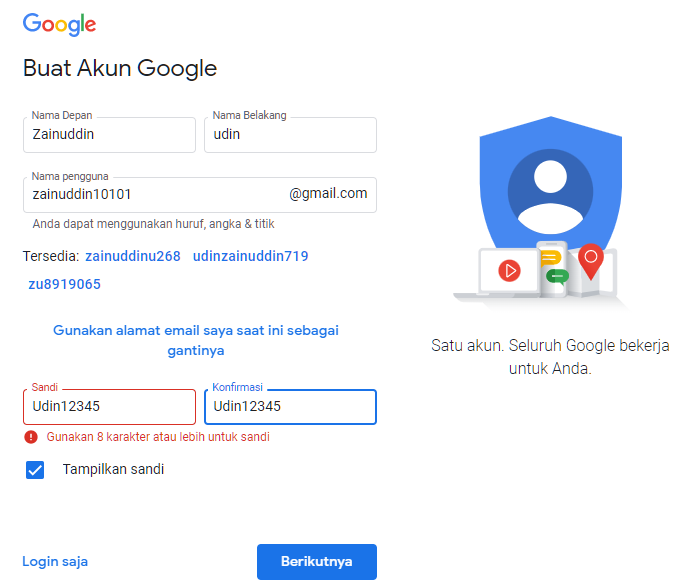 Google
Buat Akun Google
Nama Depan
Zainuddin
Nama Belakang
udin
Nama pengguna
zainuddin10101
@gmail.com
Anda dapat menggunakan huruf, angka & titik
Tersedia: zainuddinu268 udinzainuddin719
zu8919065
Gunakan alamat email saya saat ini sebagai
gantinya
Sandi
Udin12345
Konfirmasi
Udin12345
Gunakan 8 karakter atau lebih untuk sandi
Tampilkan sandi
Login saja
Berikutnya
Satu akun. Seluruh Google bekerja
untuk Anda.